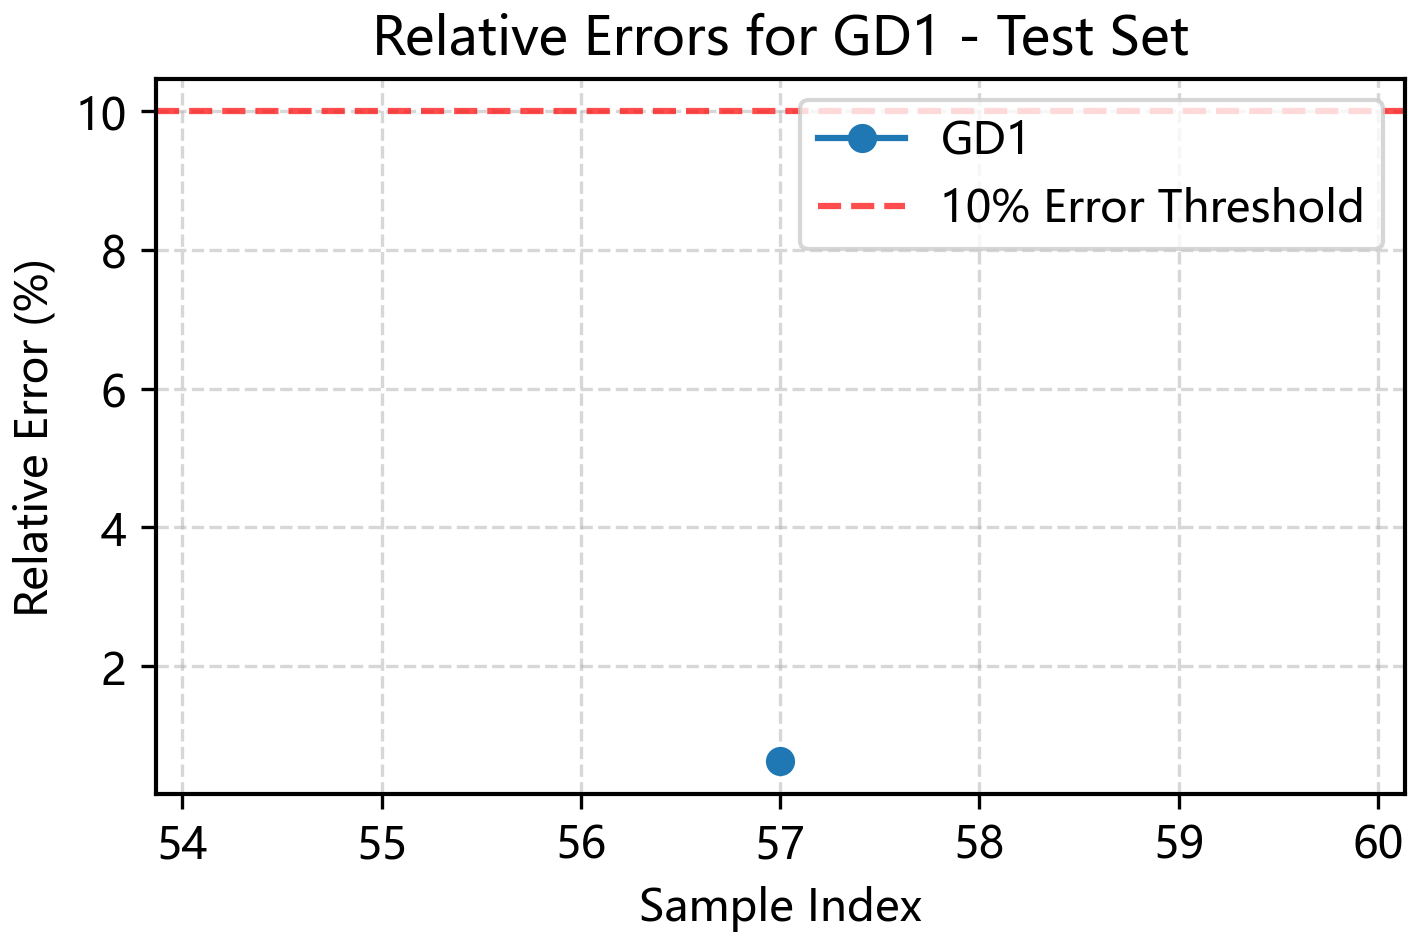 Relative Errors for GD1 - Test Set
Relative Error (%)
10
8
6
4
2
GD1
10% Error Threshold
54 55 56 57 58 59 60
Sample Index